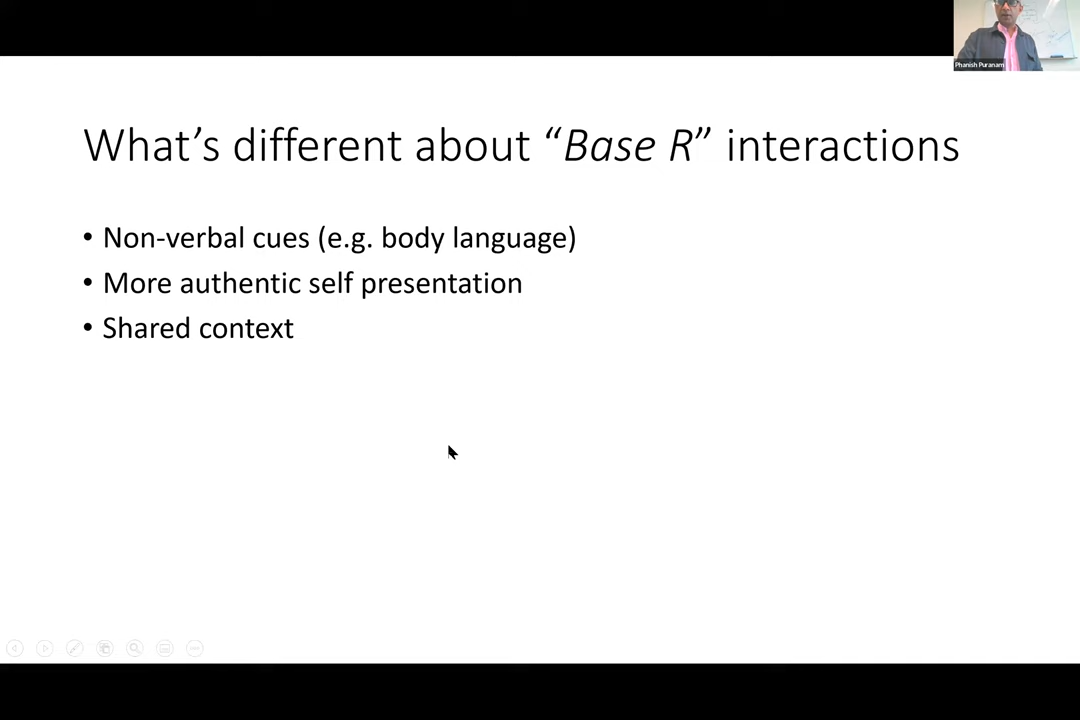 Phanish Puranam
What's different about “Base R” interactions
• Non-verbal cues (e.g. body language)
• More authentic self presentation
• Shared context